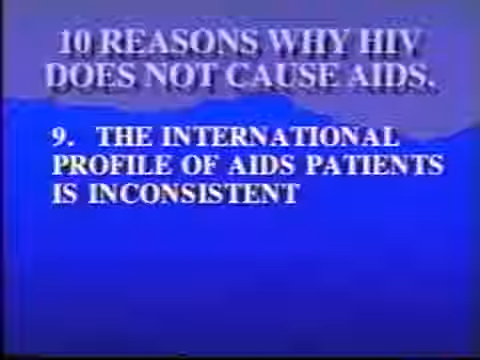 10 REASONS WHY HIV
DOES NOT CAUSE AIDS.
9. THE INTERNATIONAL
PROFILE OF AIDS PATIENTS
IS INCONSISTENT